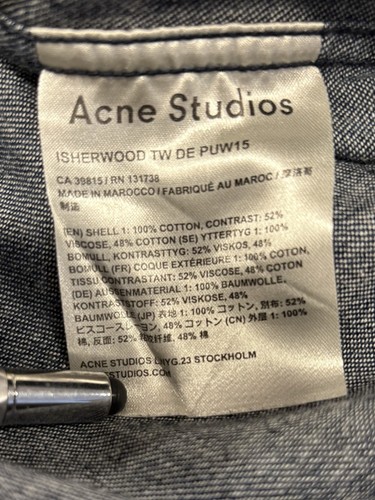 Acne Studios
ISHERWOOD TW DE PUW15
CA 39815 / RN 131738
MADE IN MAROCCO / FABRIQUÉ AU MAROC / 摩洛哥
制造
(EN) SHELL 1: 100% COTTON, CONTRAST: 52%
VISCOSE, 48% COTTON (SE) YTTERTYG 1: 100%
BOMULL, KONTRASTTYG: 52% VISKOS, 48%
BOMULL (FR) COQUE EXTÉRIEURE 1: 100% COTON,
TISSU CONTRASTANT: 52% VISCOSE, 48% COTON
(DE) AUSSENMATERIAL 1: 100% BAUMWOLLE,
KONTRASTSTOFF: 52% VISKOSE, 48%
BAUMWOLLE (JP) 表地 1: 100% コットン, 別布: 52%
ビスコースレーヨン, 48% コットン (CN) 外層 1: 100%
棉, 反面: 52% 纤维, 48% 棉
ACNE STUDIOS 23 STOCKHOLM